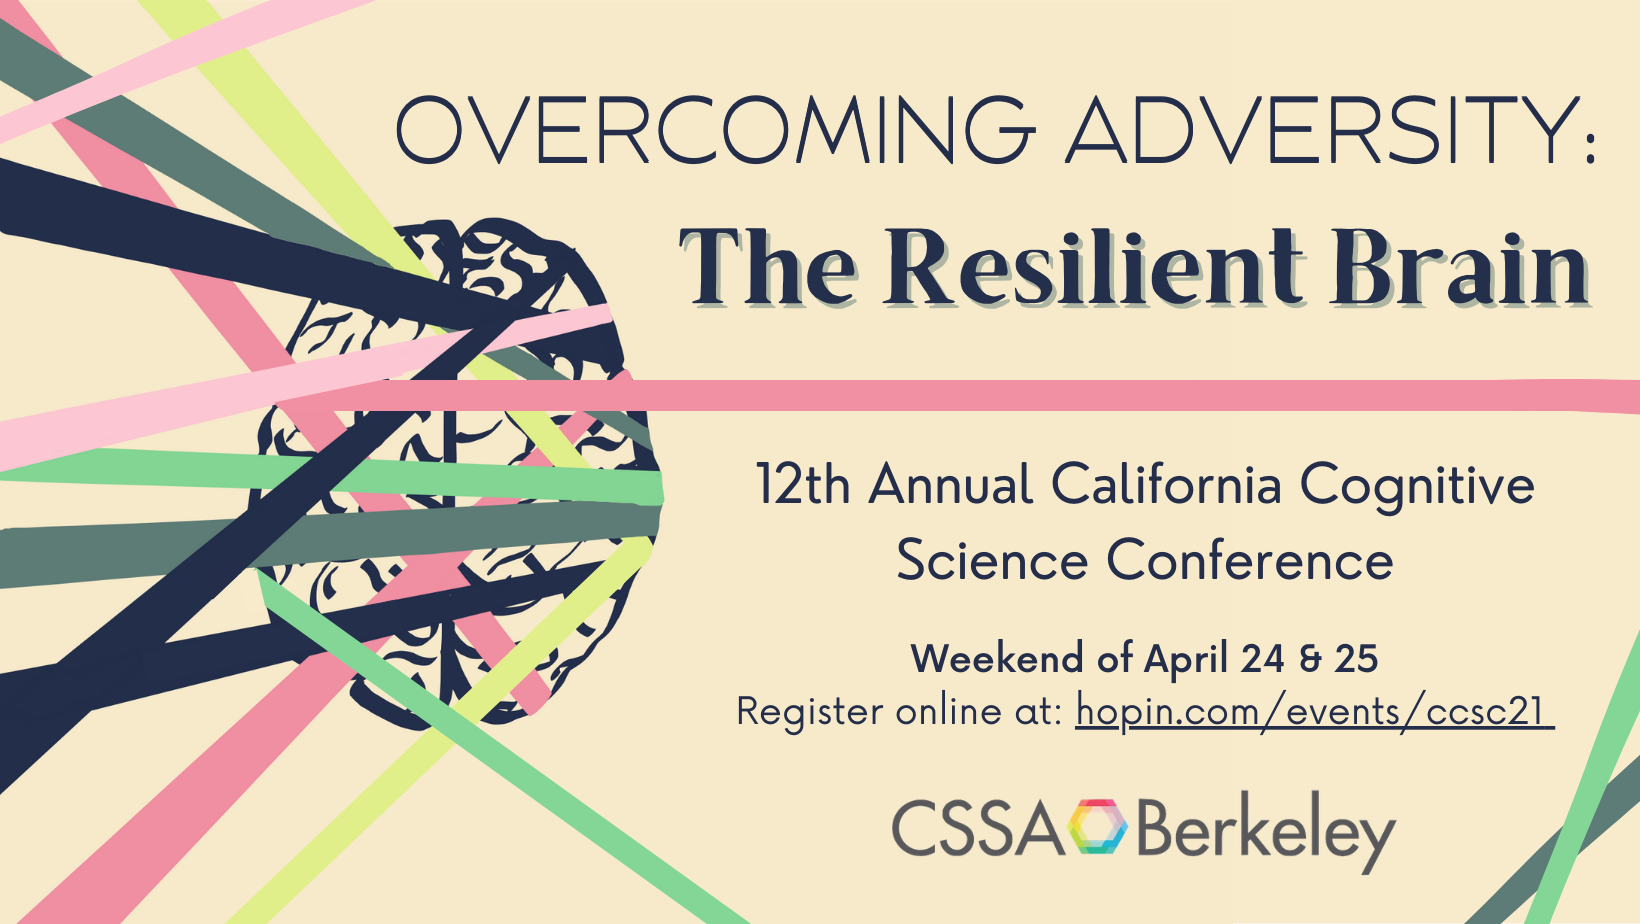 OVERCOMING ADVERSITY:
The Resilient Brain
12th Annual California Cognitive
Science Conference
Weekend of April 24 & 25
Register online at: hopin.com/events/ccsc21
CSSA Berkeley